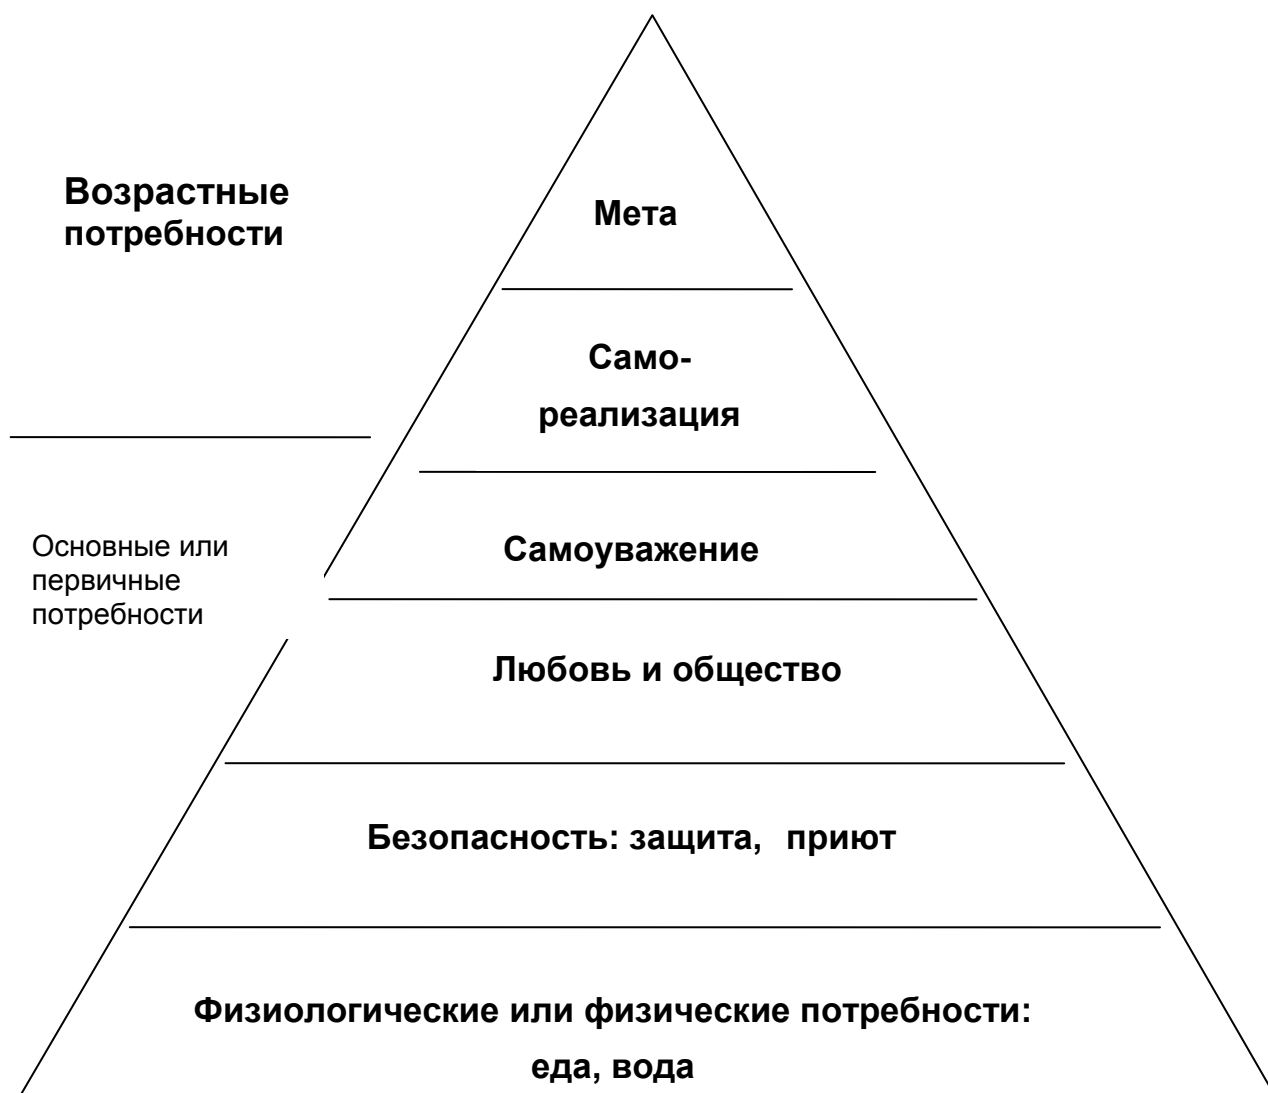 Возрастные
потребности
Мета
Само-
реализация
Основные или
первичные
потребности
Самоуважение
Любовь и общество
Безопасность: защита, приют
Физиологические или физические потребности:
еда, вода